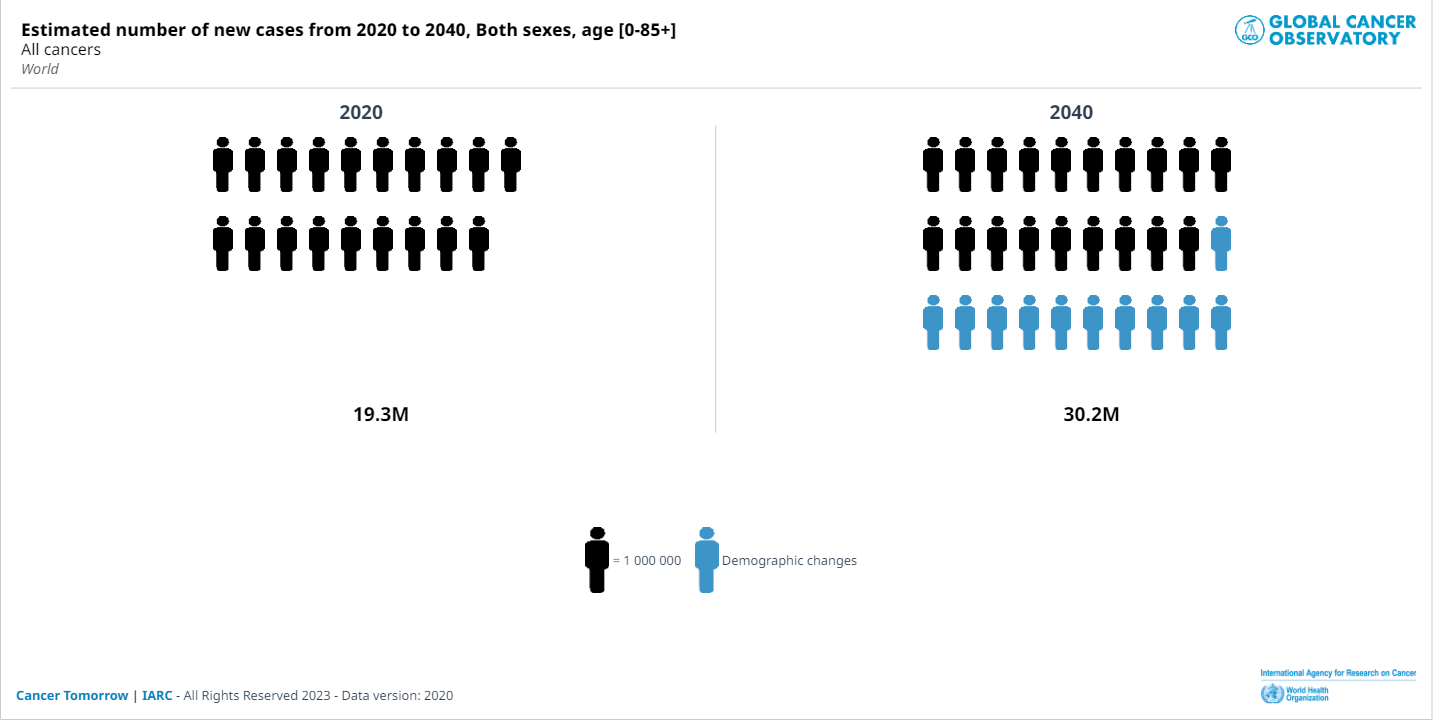 Estimated number of new cases from 2020 to 2040, Both sexes, age [0-85+]
All cancers
World
GLOBAL CANCER
OBSERVATORY
GCO
2020
2040
19.3M
30.2M
= 1 000 000
Demographic changes
Cancer Tomorrow | IARC - All Rights Reserved 2023 - Data version: 2020
International Agency for Research on Cancer
World Health
Organization